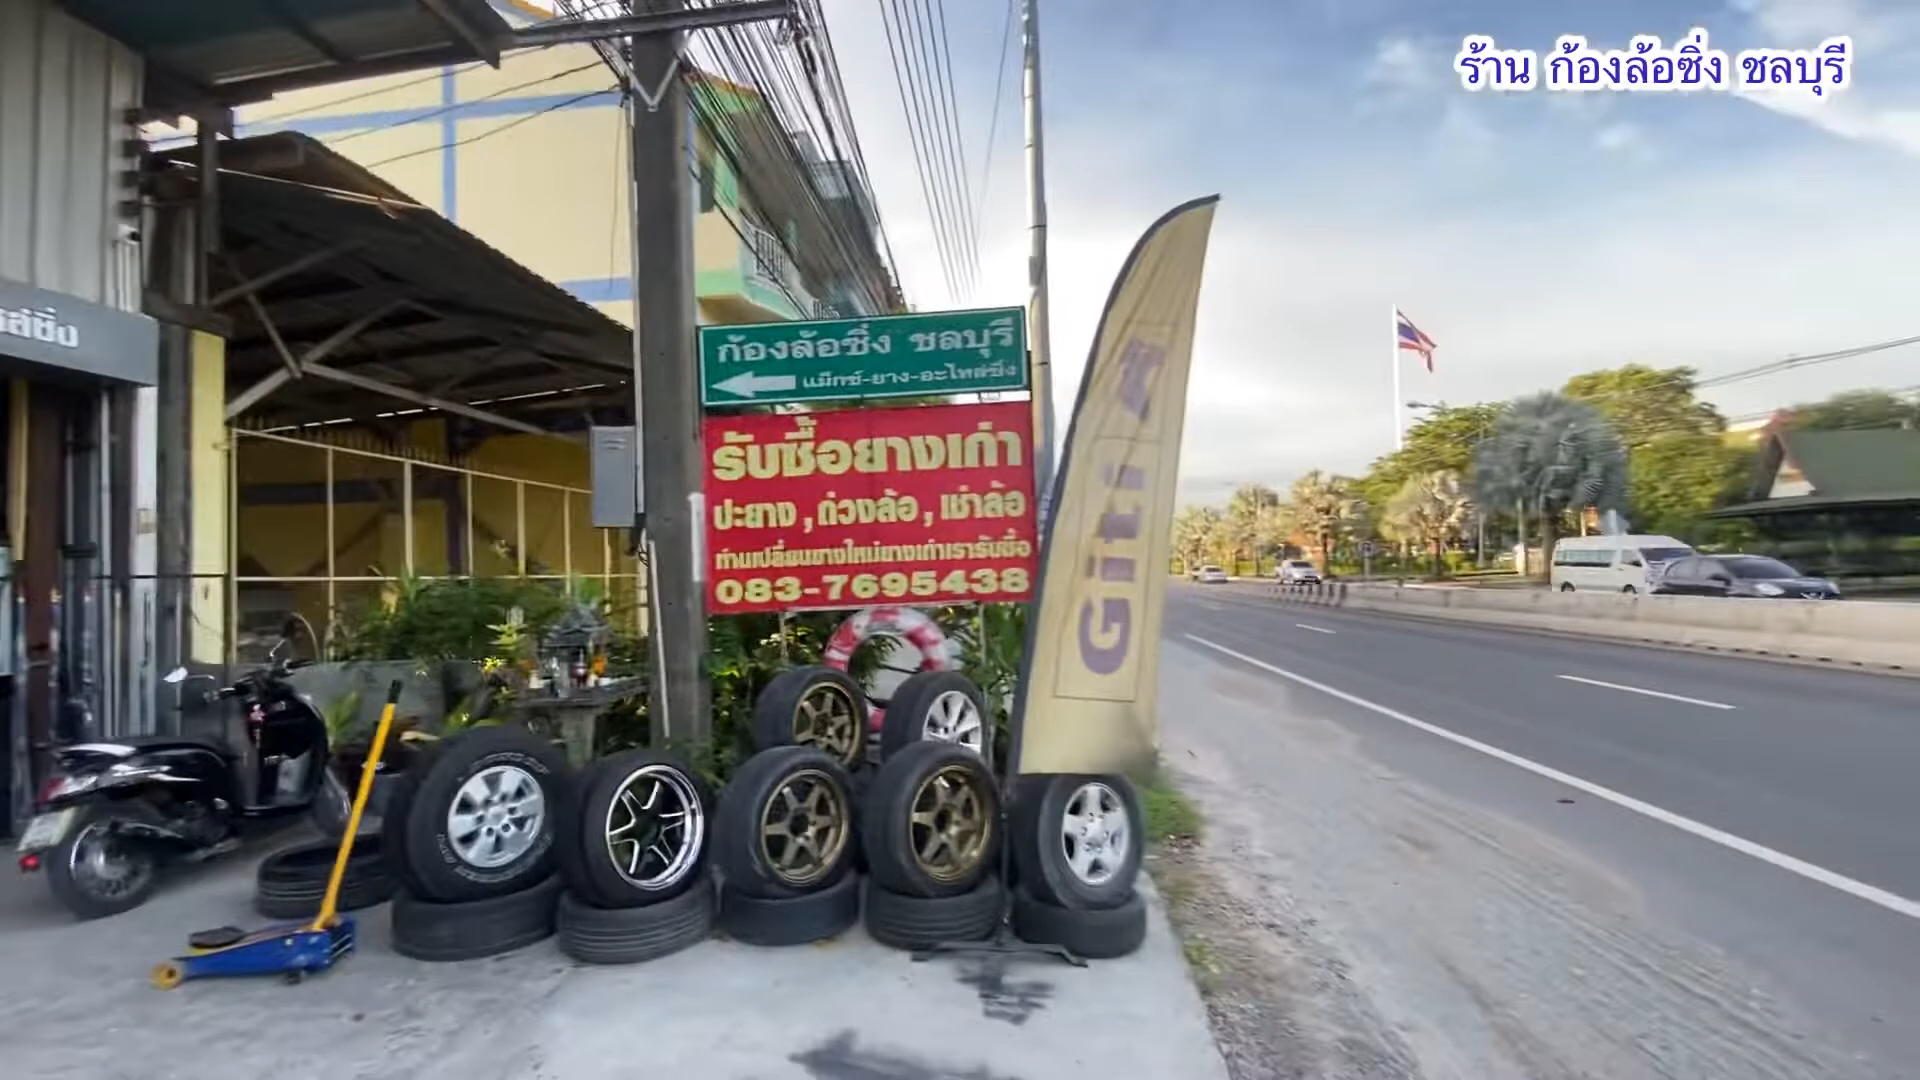 ร้าน ก้องล้อซิ่ง ชลบุรี
ก้องล้อซิ่ง ชลบุรี
แม็กซ์-ยาง-อะไหล่ซิ่ง
รับซื้อยางเก่า
ปะยาง , ถ่วงล้อ , เช่าล้อ
ท่านเปลี่ยนยางใหม่ยางเก่าเรารับซื้อ
083-7695438
Giti